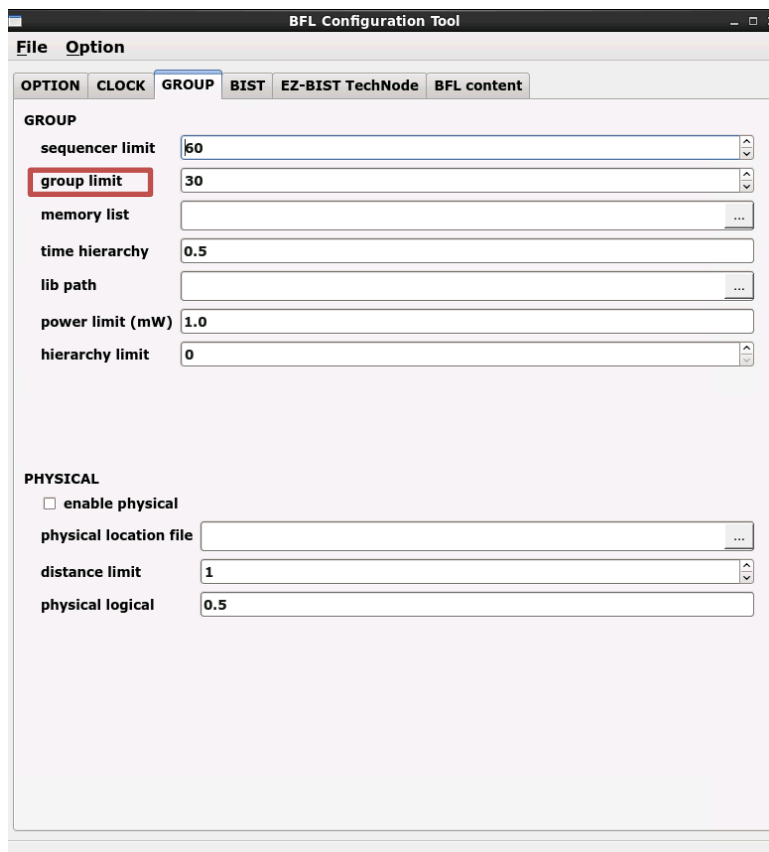 BFL Configuration Tool
File Option
OPTION CLOCK GROUP BIST EZ-BIST TechNode BFL content
GROUP
sequencer limit 60
group limit 30
memory list ...
time hierarchy 0.5
lib path ...
power limit (mW) 1.0
hierarchy limit 0
PHYSICAL
enable physical
physical location file ...
distance limit 1
physical logical 0.5